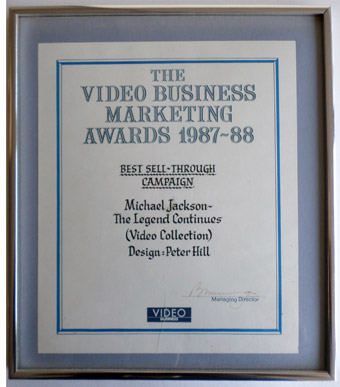 THE
VIDEO BUSINESS
MARKETING
AWARDS 1987~88
BEST SELL-THROUGH
CAMPAIGN
Michael Jackson-
The Legend Continues
(Video Collection)
Design: Peter Hill
Managing Director
VIDEO
BUSINESS